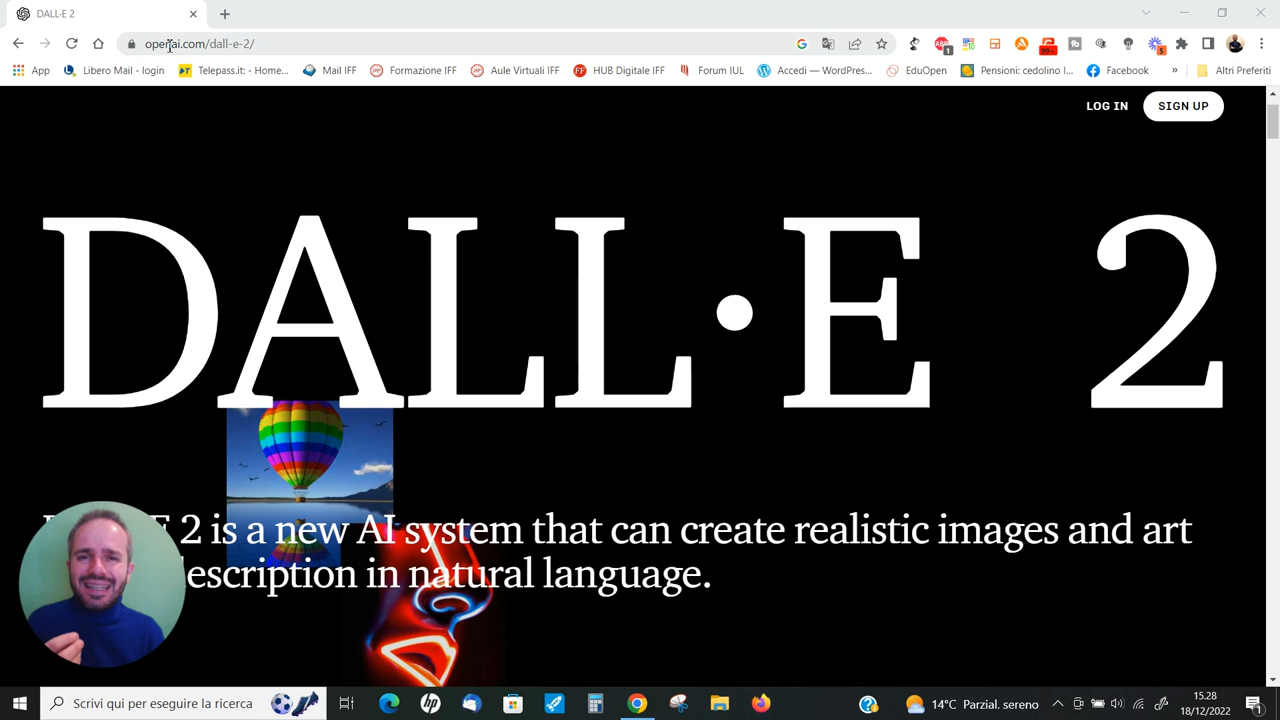 DALL·E 2
openai.com/dall-e-2/
App
Libero Mail - login
Telepass.it: - Home...
Mail IFF
Formazione IFF
Aule Virtuali IFF
HUB Digitale IFF
Forum IUL
Accedi — WordPres...
EduOpen
Pensioni: cedolino I...
Facebook
»
Altri Preferiti
LOG IN
SIGN UP
DALL·E 2
E 2 is a new AI system that can create realistic images and art
description in natural language.
Scrivi qui per eseguire la ricerca
14°C Parzial. sereno
15.28
18/12/2022